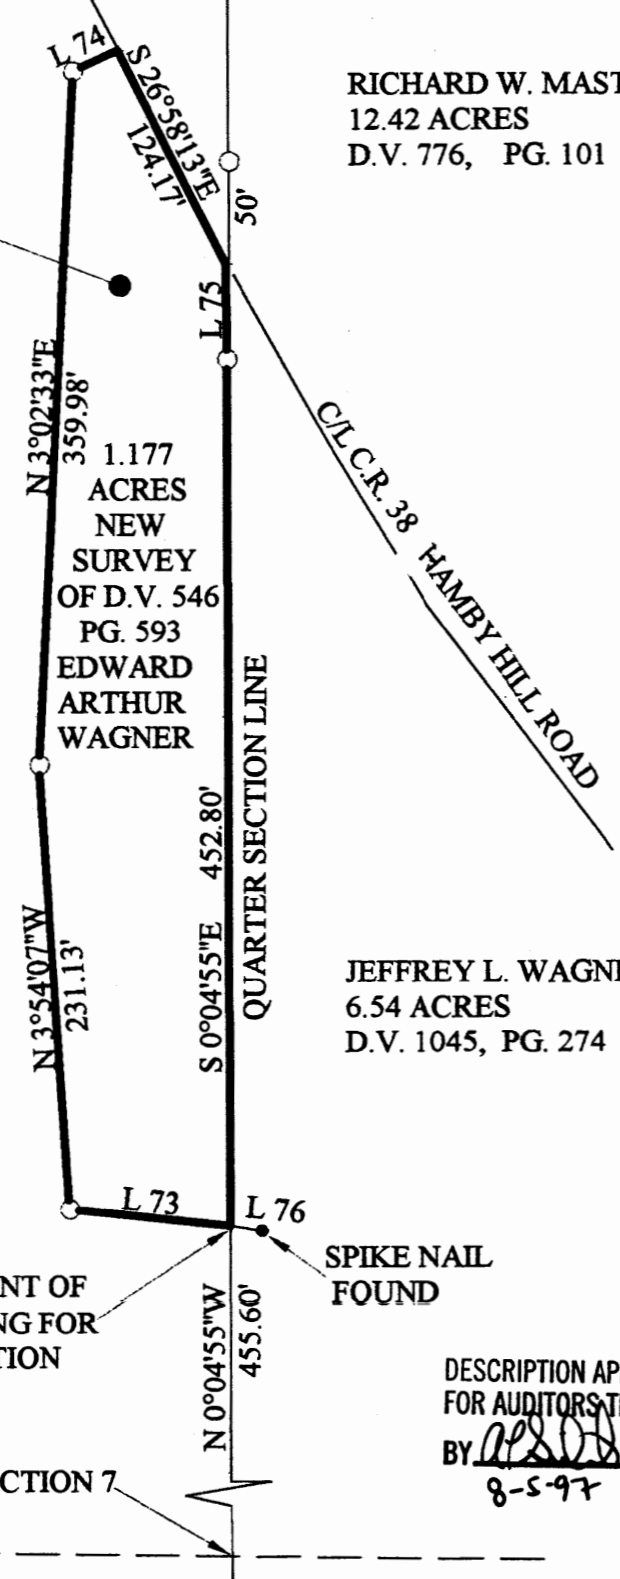 L 74
S 26°58'13"E
124.17'
RICHARD W. MAST
12.42 ACRES
D.V. 776, PG. 101
50'
L 75
N 3°02'33"E
359.98'
C/L C.R. 38 HAMBY HILL ROAD
1.177
ACRES
NEW
SURVEY
OF D.V. 546
PG. 593
EDWARD
ARTHUR
WAGNER
S 0°04'55"E 452.80'
QUARTER SECTION LINE
N 3°54'07"W
231.13'
JEFFREY L. WAGN
6.54 ACRES
D.V. 1045, PG. 274
L 73
L 76
SPIKE NAIL
FOUND
NT OF
NG FOR
TION
N 0°04'55"W
455.60'
DESCRIPTION AP
FOR AUDITORS T
BY
8-5-97
CTION 7